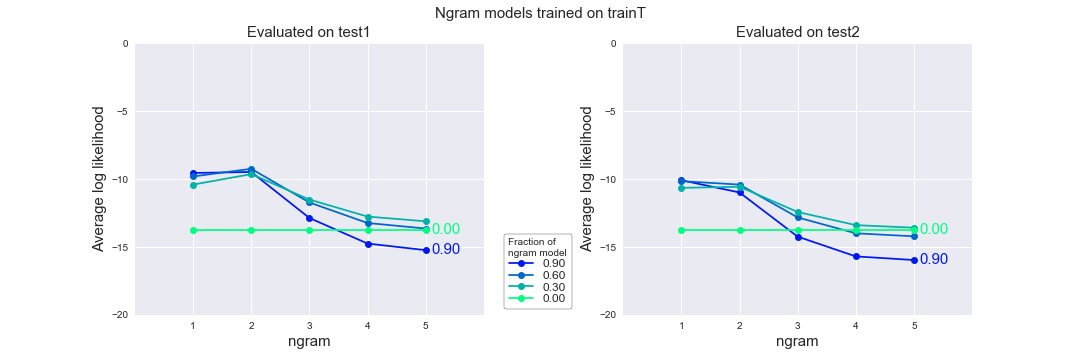 Ngram models trained on trainT
Evaluated on test1
Average log likelihood
0
−5
−10
−15
−20
1 2 3 4 5
ngram
0.00
0.90
Fraction of
ngram model
0.90
0.60
0.30
0.00
Evaluated on test2
Average log likelihood
0
−5
−10
−15
−20
1 2 3 4 5
ngram
0.00
0.90